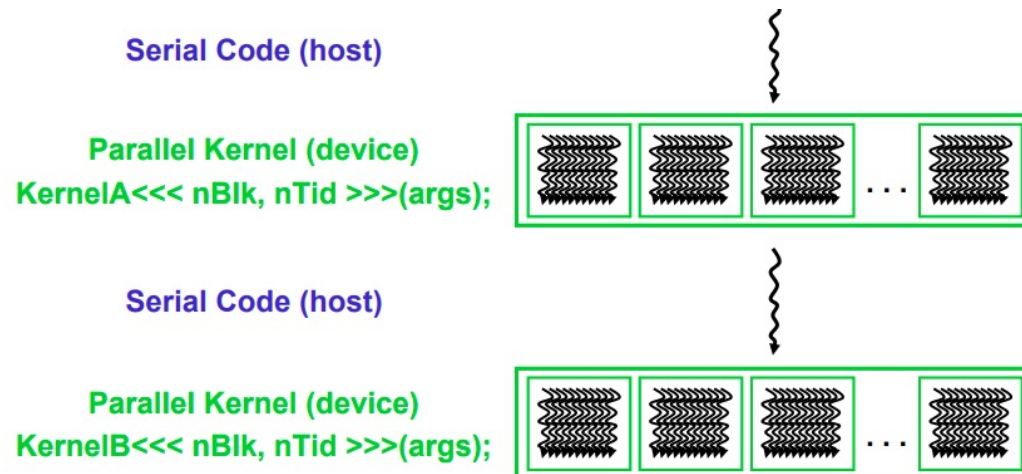 Serial Code (host)
Parallel Kernel (device)
KernelA<<< nBlk, nTid >>>(args);
. . .
Serial Code (host)
Parallel Kernel (device)
KernelB<<< nBlk, nTid >>>(args);
. . .